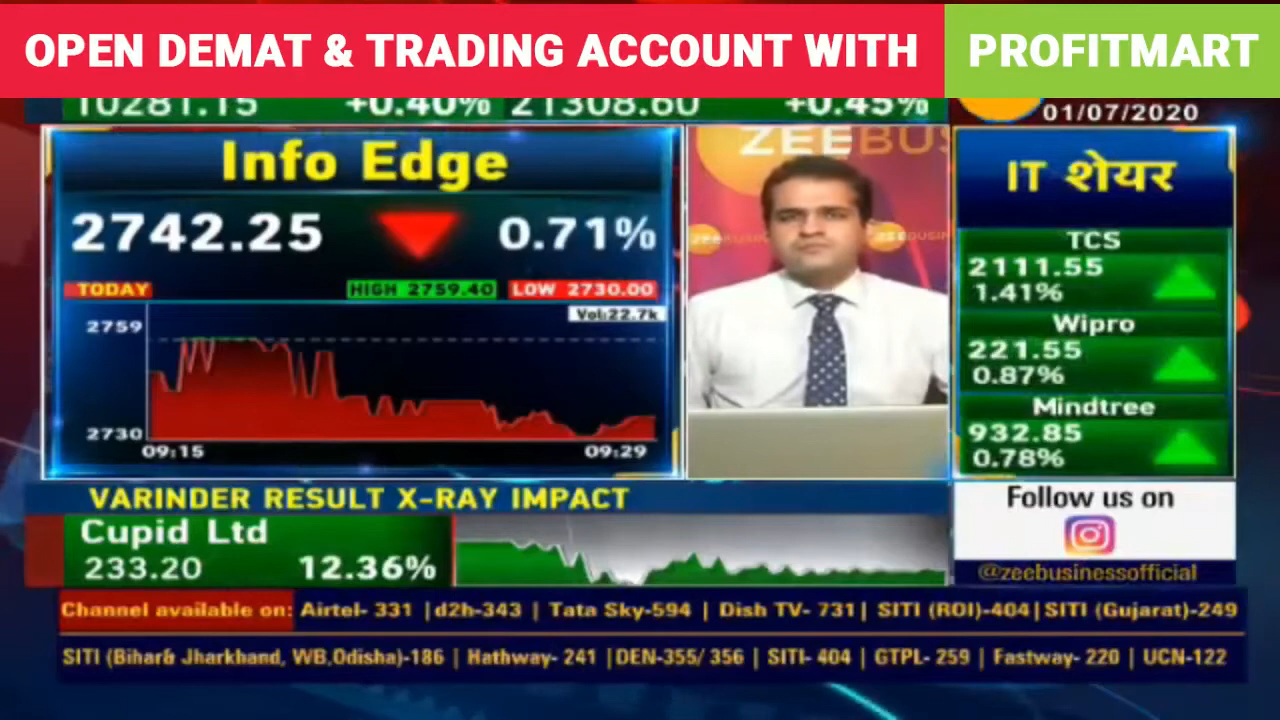 OPEN DEMAT & TRADING ACCOUNT WITH PROFITMART
10281.15 +0.40% 21308.60 +0.45%
01/07/2020
Info Edge
2742.25 0.71%
TODAY HIGH 2759.40 LOW 2730.00
Vol:22.7k
2759
2730
09:15 09:29
ZEEBUS
ZEEBUSIN
ZEEBUSIN
IT शेयर
TCS
2111.55
1.41%
Wipro
221.55
0.87%
Mindtree
932.85
0.78%
VARINDER RESULT X-RAY IMPACT
Cupid Ltd
233.20 12.36%
Follow us on
@zeebusinessofficial
Channel available on: Airtel- 331 | d2h-343 | Tata Sky-594 | Dish TV- 731 | SITI (ROI)-404 | SITI (Gujarat)-249
SITI (Bihar& Jharkhand, WB,Odisha)-186 | Hathway- 241 | DEN-355/ 356 | SITI- 404 | GTPL- 259 | Fastway- 220 | UCN-122